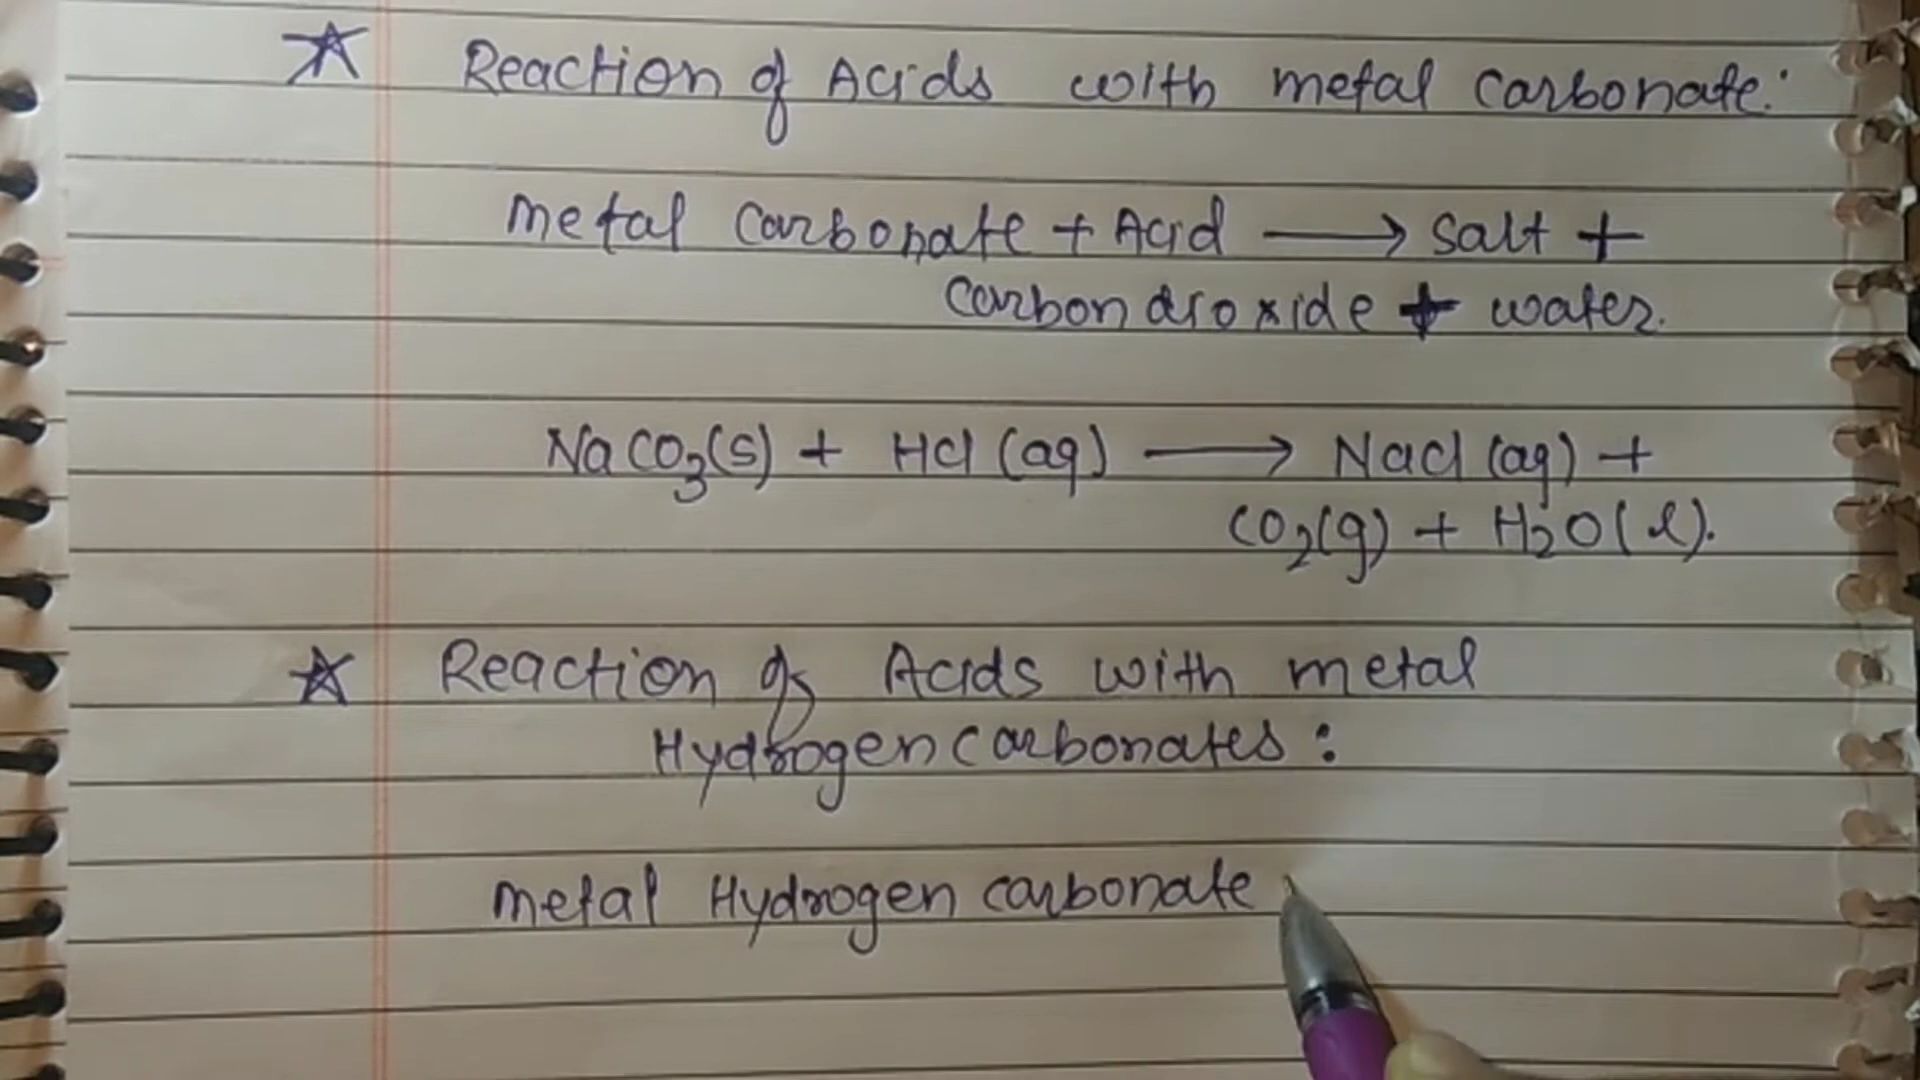 Reaction of Acids with metal carbonate:
metal carbonate + Acid ⟶ salt +
carbon dioxide + water.
NaCO₃(s) + HCl (aq) ⟶ NaCl (aq) +
CO₂(g) + H₂O(l).
Reaction of Acids with metal
Hydrogen carbonates :
metal Hydrogen carbonate